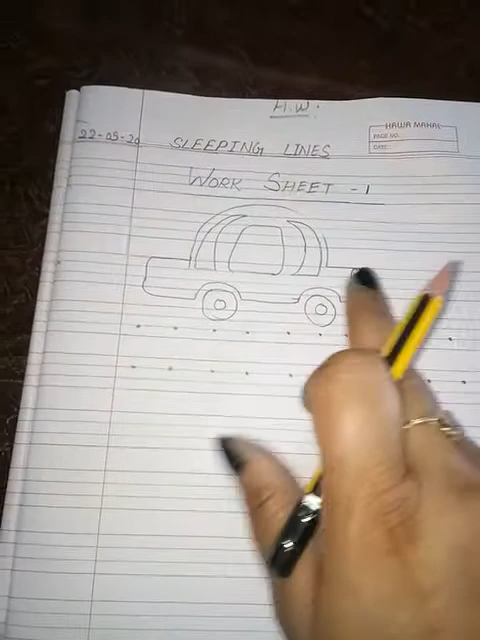 H.W.
HAWA MAHAL
PAGE NO.
DATE
22-05-20
SLEEPING LINES
WORK SHEET - 1